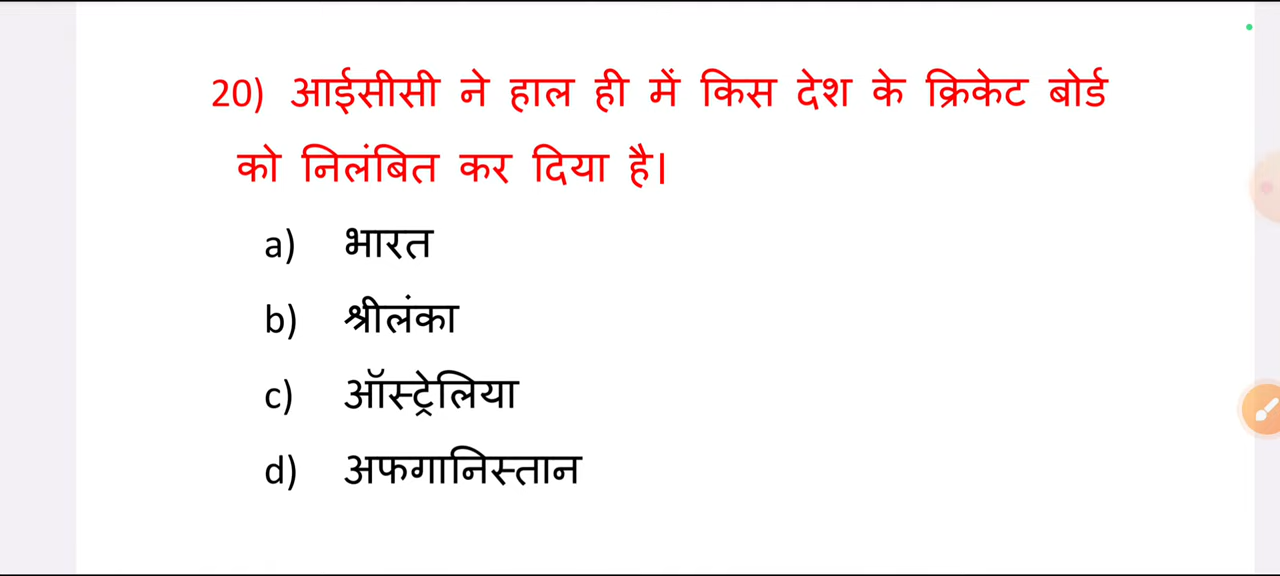 20) आईसीसी ने हाल ही में किस देश के क्रिकेट बोर्ड
को निलंबित कर दिया है।
a) भारत
b) श्रीलंका
c) ऑस्ट्रेलिया
d) अफगानिस्तान